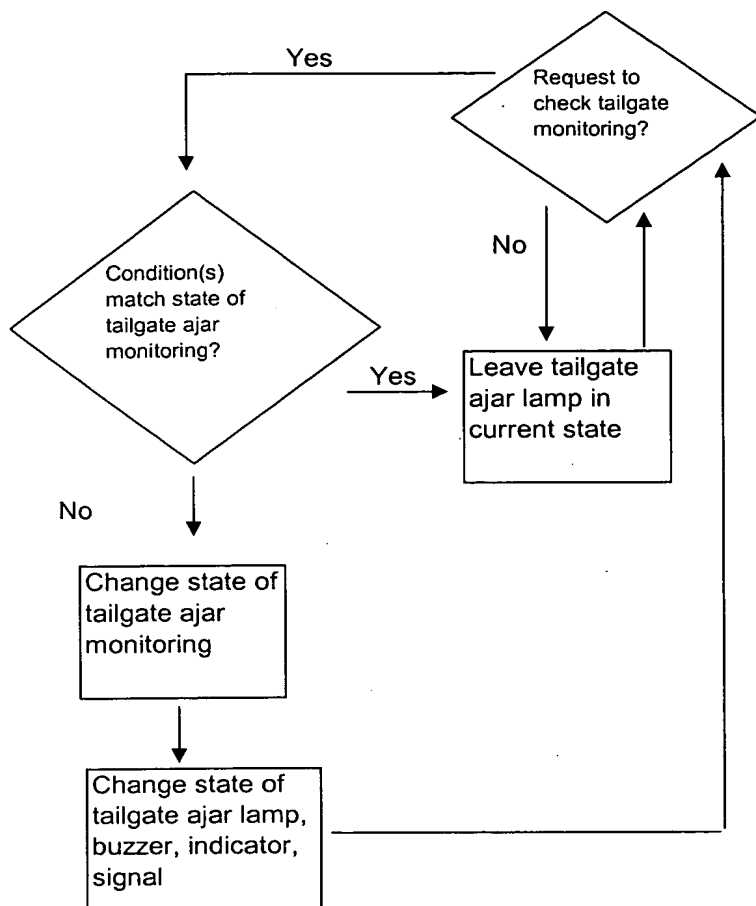 Yes
Request to
check tailgate
monitoring?
No
Condition(s)
match state of
tailgate ajar
monitoring?
Yes
Leave tailgate
ajar lamp in
current state
No
Change state of
tailgate ajar
monitoring
Change state of
tailgate ajar lamp,
buzzer, indicator,
signal